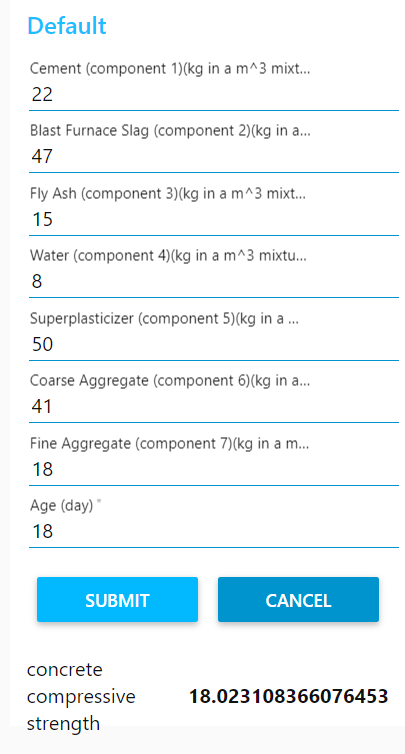 Default
Cement (component 1)(kg in a m^3 mixt...
22
Blast Furnace Slag (component 2)(kg in a...
47
Fly Ash (component 3)(kg in a m^3 mixt...
15
Water (component 4)(kg in a m^3 mixtu...
8
Superplasticizer (component 5)(kg in a ...
50
Coarse Aggregate (component 6)(kg in a...
41
Fine Aggregate (component 7)(kg in a m...
18
Age (day) *
18
SUBMIT CANCEL
concrete
compressive 18.023108366076453
strength